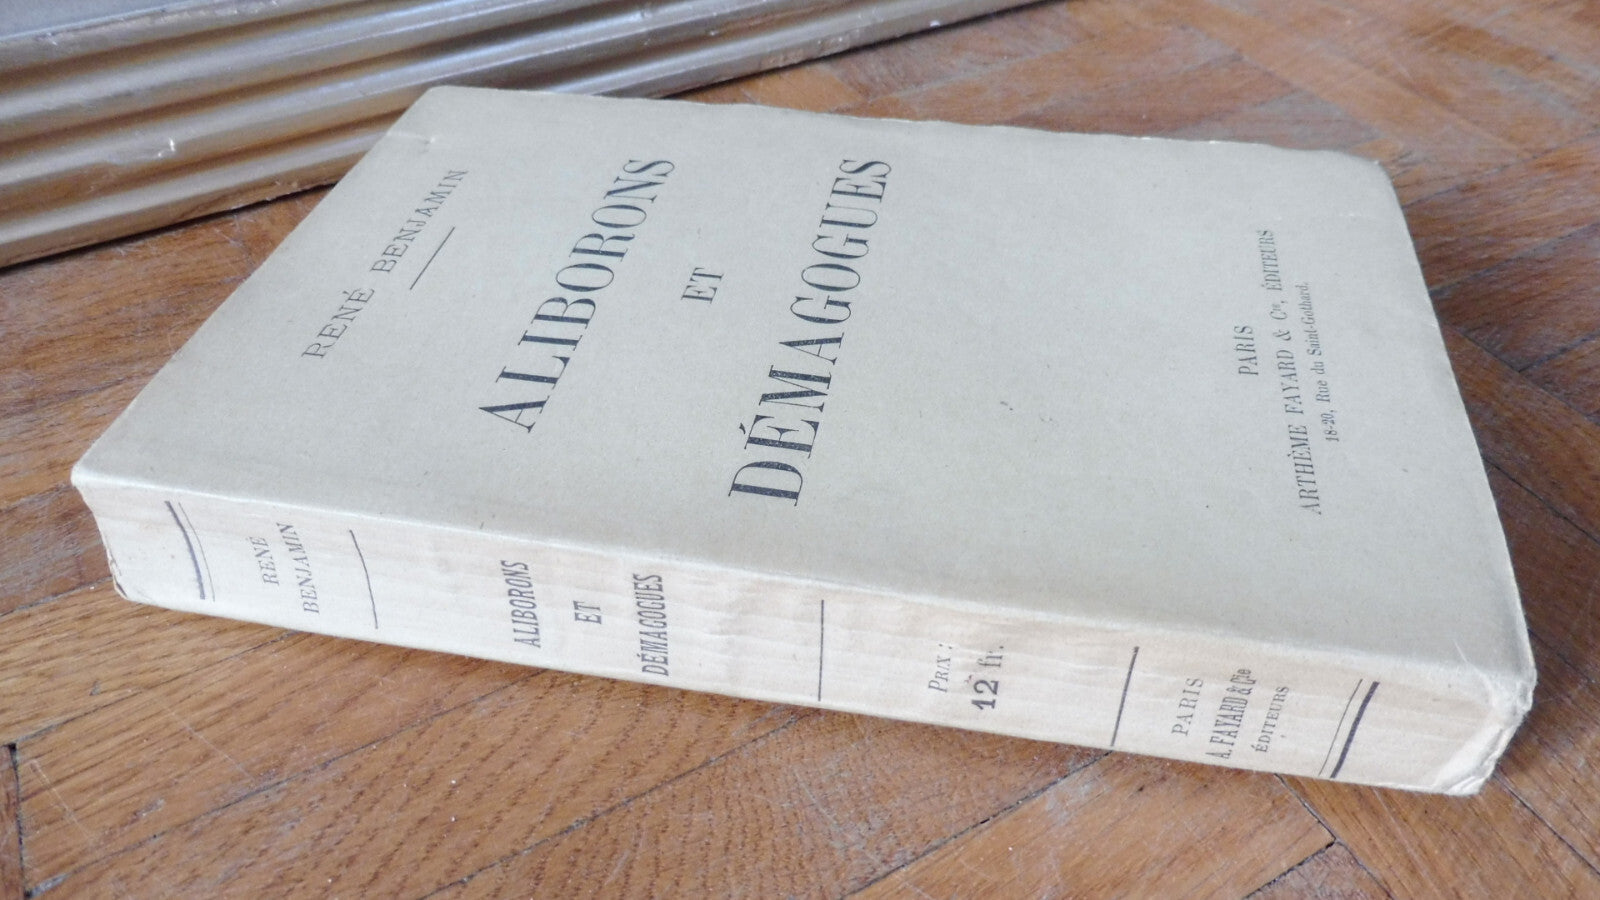 RENÉ BENJAMIN
ALIBORONS
ET
DÉMAGOGUES
PARIS
ARTHÈME FAYARD & Cie, ÉDITEURS
18-20, Rue du Saint-Gothard.
RENÉ
BENJAMIN
ALIBORONS
ET
DÉMAGOGUES
PRIX :
12 fr.
PARIS
A. FAYARD & Cie
ÉDITEURS